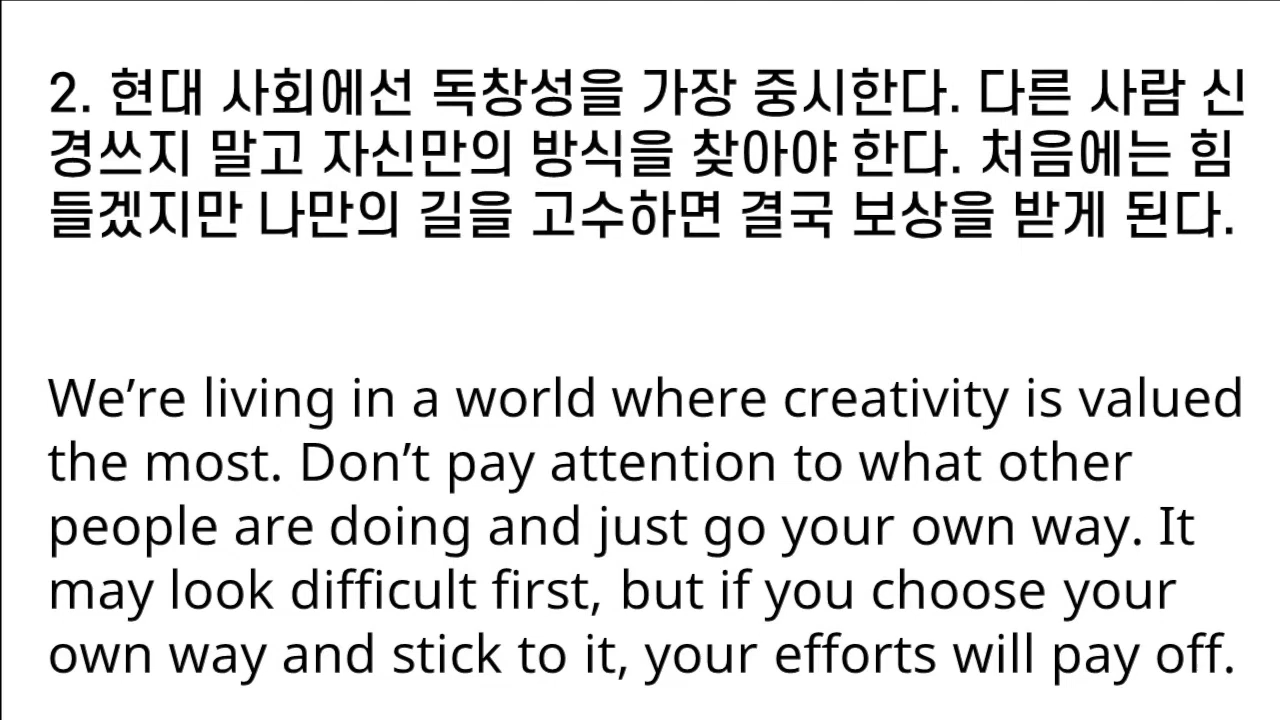 2. 현대 사회에선 독창성을 가장 중시한다. 다른 사람 신
경쓰지 말고 자신만의 방식을 찾아야 한다. 처음에는 힘
들겠지만 나만의 길을 고수하면 결국 보상을 받게 된다.
We’re living in a world where creativity is valued
the most. Don’t pay attention to what other
people are doing and just go your own way. It
may look difficult first, but if you choose your
own way and stick to it, your efforts will pay off.